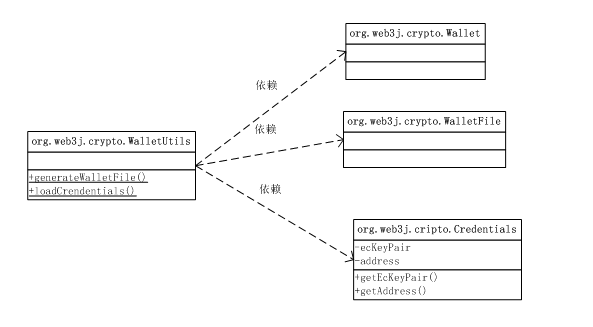 org.web3j.crypto.Wallet
依赖
org.web3j.crypto.WalletFile
依赖
org.web3j.crypto.WalletUtils
+generateWalletFile()
+loadCrendentials()
依赖
org.web3j.cripto.Credentials
-ecKeyPair
-address
+getEcKeyPair()
+getAddress()